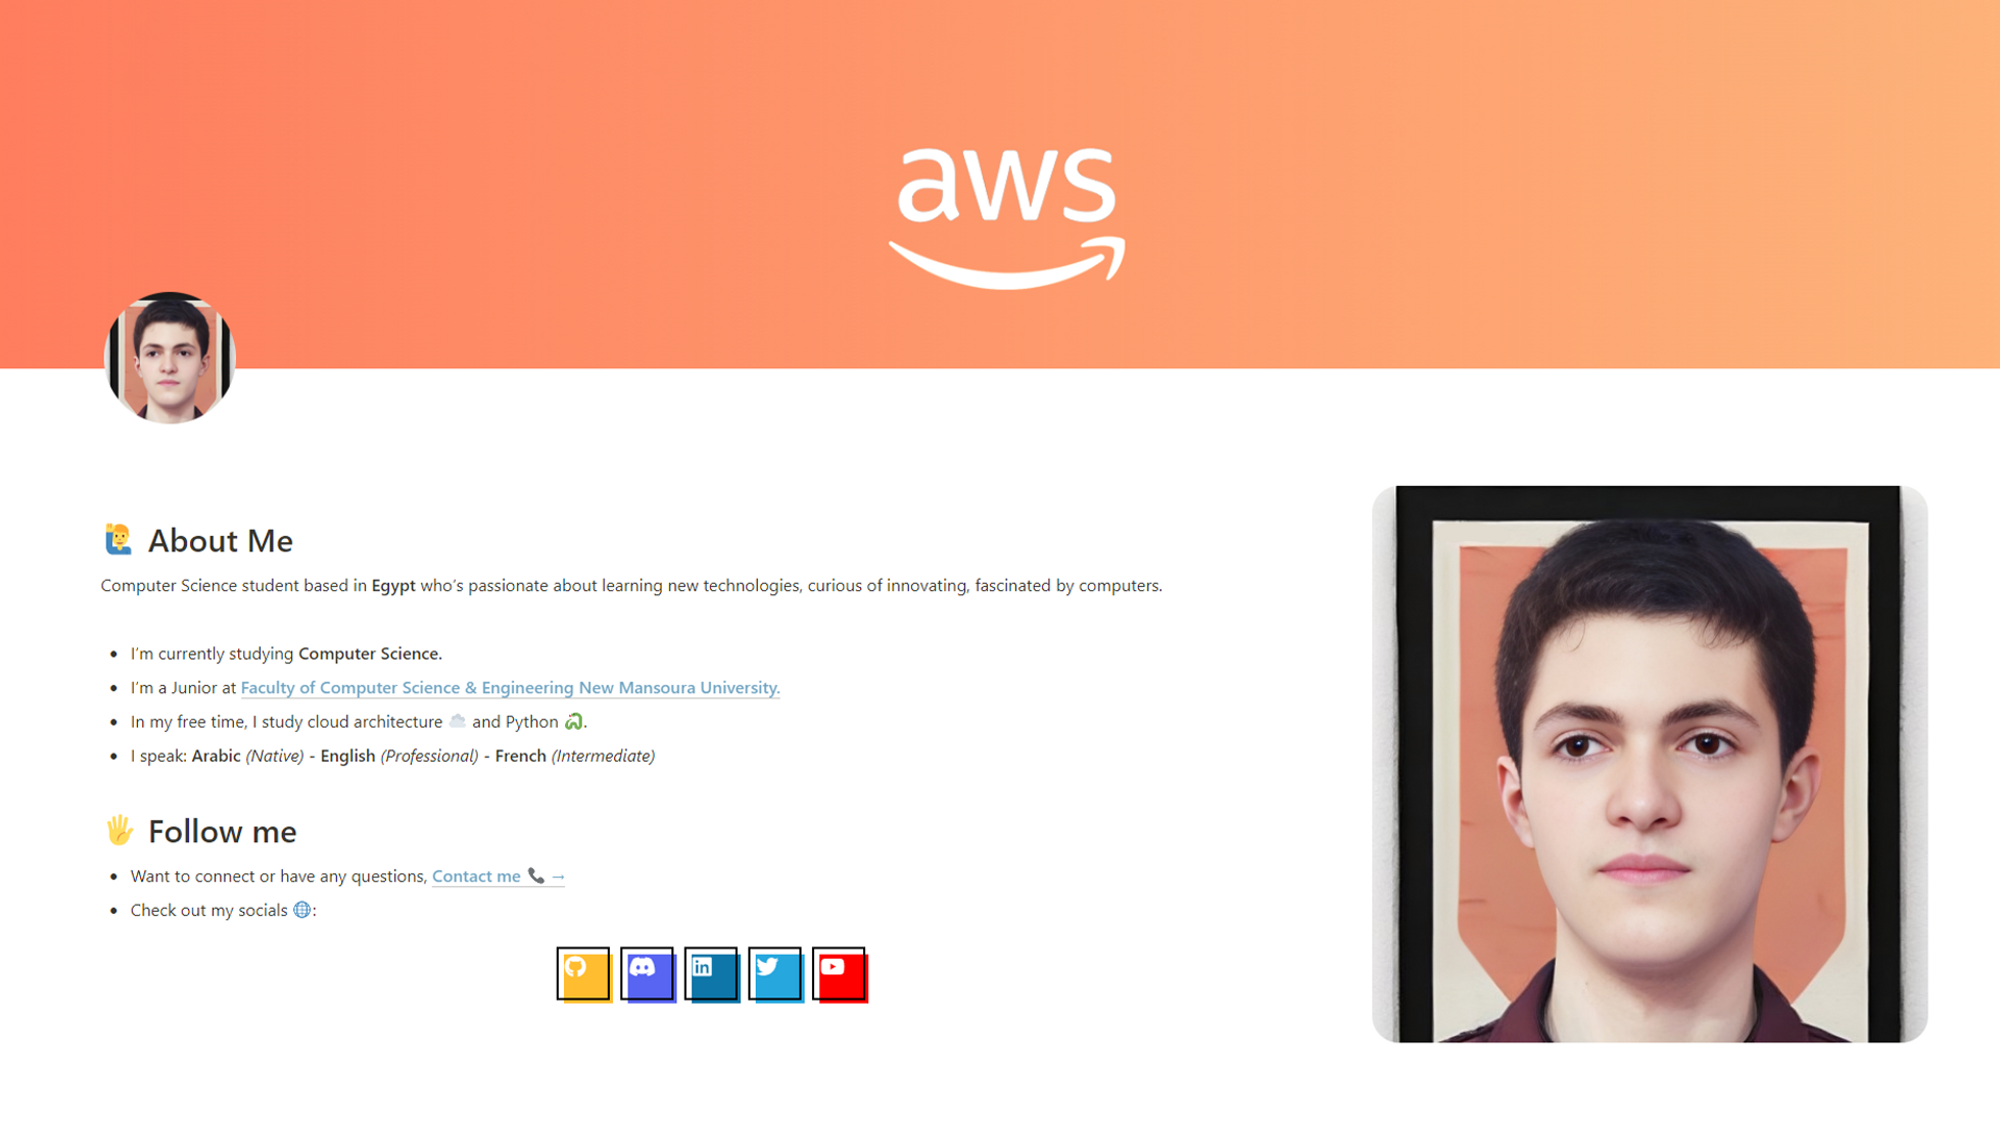 aws
About Me
Computer Science student based in Egypt who's passionate about learning new technologies, curious of innovating, fascinated by computers.
I'm currently studying Computer Science.
I'm a Junior at Faculty of Computer Science & Engineering New Mansoura University.
In my free time, I study cloud architecture ☁️ and Python 🐍.
I speak: Arabic (Native) - English (Professional) - French (Intermediate)
Follow me
Want to connect or have any questions, Contact me 📞 →
Check out my socials 🌐:
in